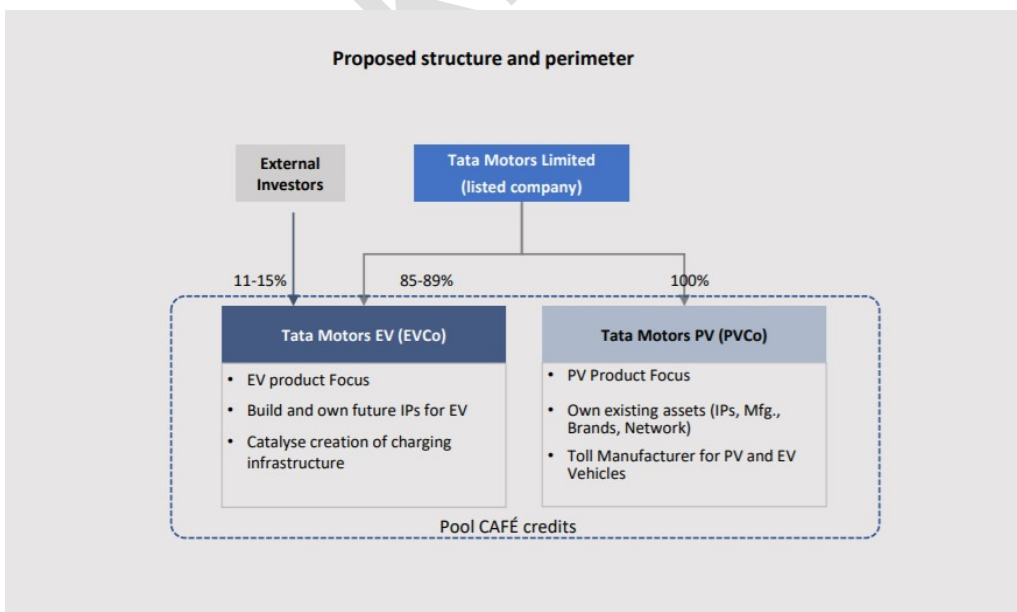 Proposed structure and perimeter
External
Investors
Tata Motors Limited
(listed company)
11-15%
85-89%
100%
Tata Motors EV (EVCo)
• EV product Focus
• Build and own future IPs for EV
• Catalyse creation of charging
infrastructure
Tata Motors PV (PVCo)
• PV Product Focus
• Own existing assets (IPs, Mfg.,
Brands, Network)
• Toll Manufacturer for PV and EV
Vehicles
Pool CAFÉ credits